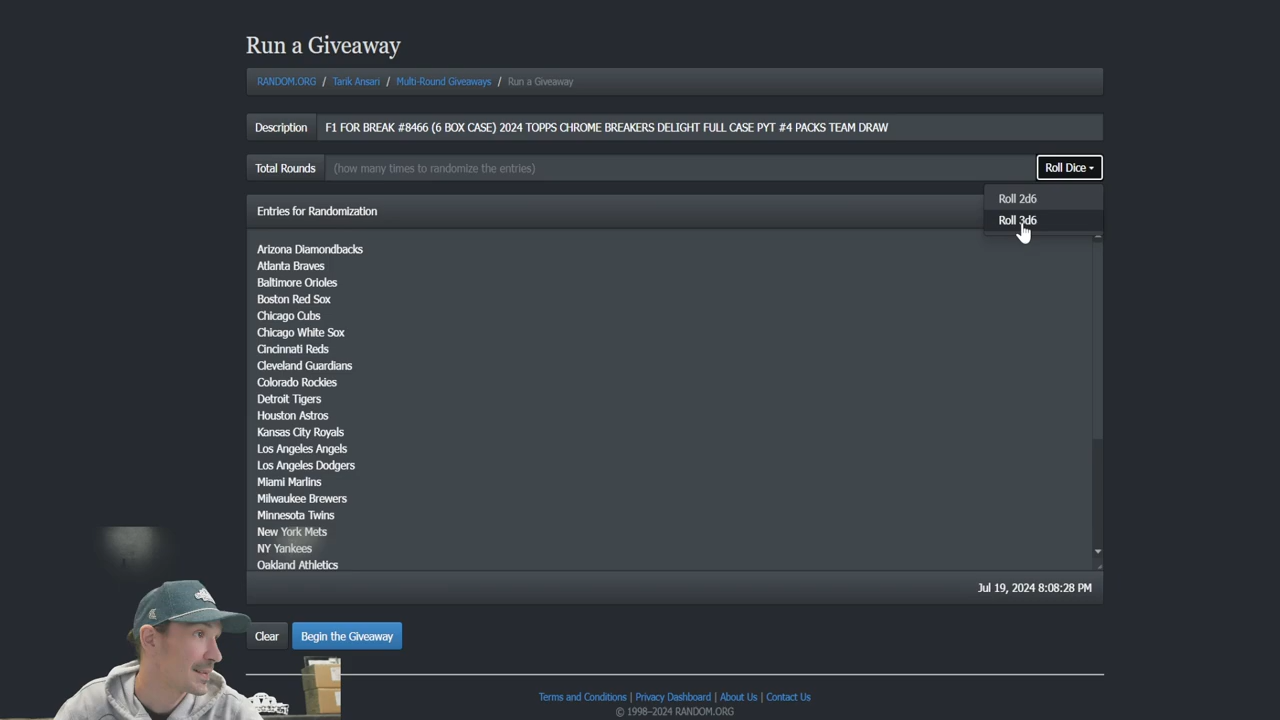 Run a Giveaway
RANDOM.ORG / Tarik Ansari / Multi-Round Giveaways / Run a Giveaway
Description F1 FOR BREAK #8466 (6 BOX CASE) 2024 TOPPS CHROME BREAKERS DELIGHT FULL CASE PYT #4 PACKS TEAM DRAW
Total Rounds (how many times to randomize the entries) Roll Dice
Roll 2d6
Entries for Randomization
Roll 3d6
Arizona Diamondbacks
Atlanta Braves
Baltimore Orioles
Boston Red Sox
Chicago Cubs
Chicago White Sox
Cincinnati Reds
Cleveland Guardians
Colorado Rockies
Detroit Tigers
Houston Astros
Kansas City Royals
Los Angeles Angels
Los Angeles Dodgers
Miami Marlins
Milwaukee Brewers
Minnesota Twins
New York Mets
NY Yankees
Oakland Athletics
Jul 19, 2024 8:08:28 PM
Clear Begin the Giveaway
Terms and Conditions | Privacy Dashboard | About Us | Contact Us
© 1998–2024 RANDOM.ORG